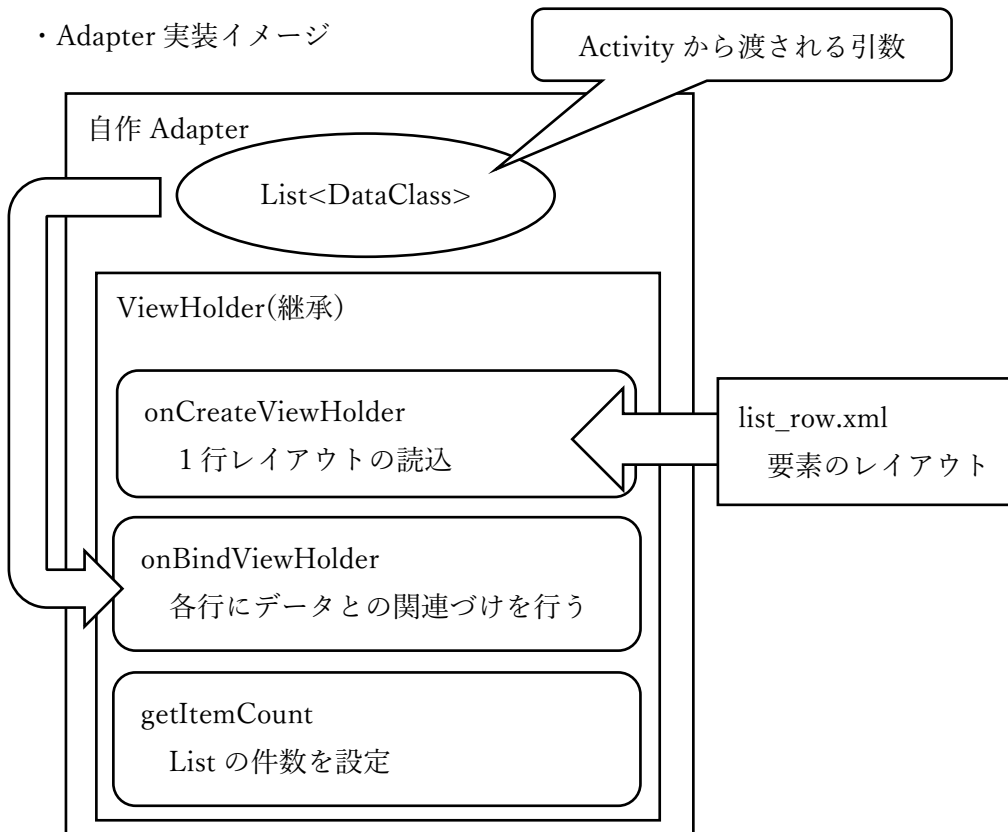 ・Adapter 実装イメージ
Activity から渡される引数
自作 Adapter
List<DataClass>
ViewHolder(継承)
onCreateViewHolder
１行レイアウトの読込
list_row.xml
要素のレイアウト
onBindViewHolder
各行にデータとの関連づけを行う
getItemCount
List の件数を設定